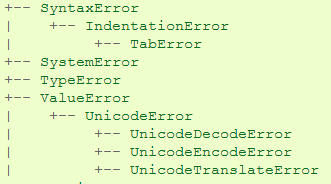 +-- SyntaxError
|    +-- IndentationError
|         +-- TabError
+-- SystemError
+-- TypeError
+-- ValueError
|    +-- UnicodeError
|         +-- UnicodeDecodeError
|         +-- UnicodeEncodeError
|         +-- UnicodeTranslateError